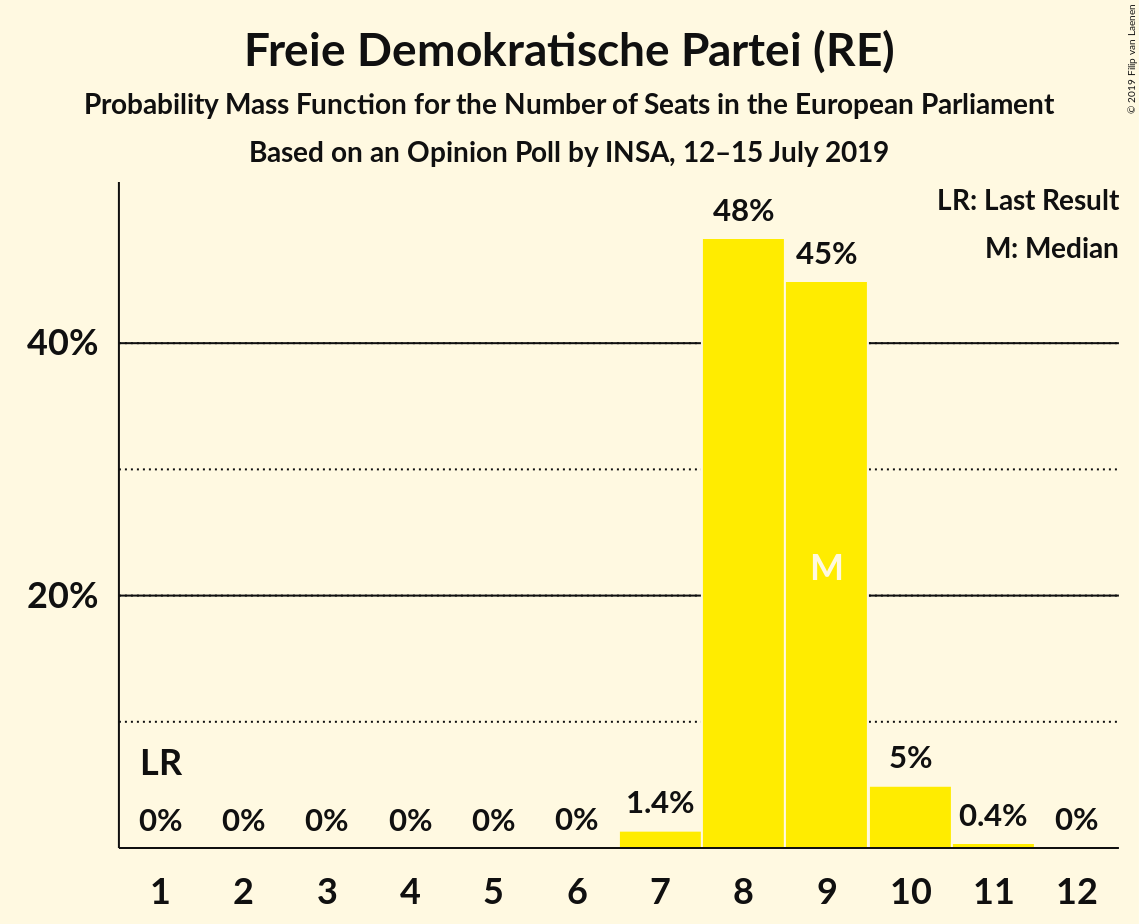 Freie Demokratische Partei (RE)
Probability Mass Function for the Number of Seats in the European Parliament
Based on an Opinion Poll by INSA, 12–15 July 2019
© 2019 Filip van Laenen
LR: Last Result
M: Median
48%
45%
40%
M
20%
LR
5%
0% 0% 0% 0% 0% 0% 1.4% 0.4% 0%
1 2 3 4 5 6 7 8 9 10 11 12